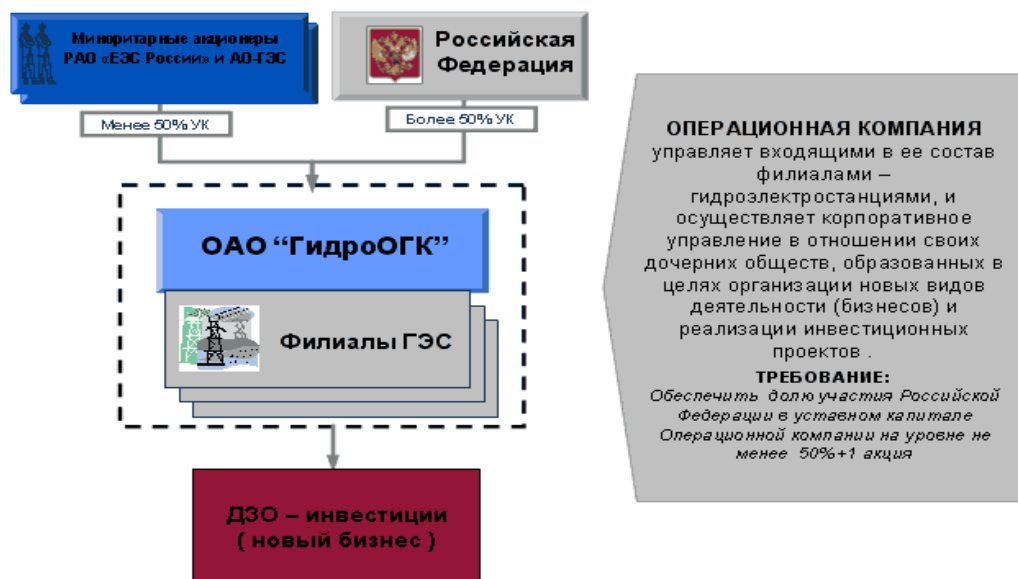 Миноритарные акционеры
РАО «ЕЭС России» и АО-ГЭС
Российская
Федерация
Менее 50% УК
Более 50% УК
ОАО “ГидроОГК”
Филиалы ГЭС
ДЗО – инвестиции
( новый бизнес )
ОПЕРАЦИОННАЯ КОМПАНИЯ
управляет входящими в ее состав
филиалами –
гидроэлектростанциями, и
осуществляет корпоративное
управление в отношении своих
дочерних обществ, образованных в
целях организации новых видов
деятельности (бизнесов) и
реализации инвестиционных
проектов .
ТРЕБОВАНИЕ:
Обеспечить долю участия Российской
Федерации в уставном капитале
Операционной компании на уровне не
менее 50%+1 акция